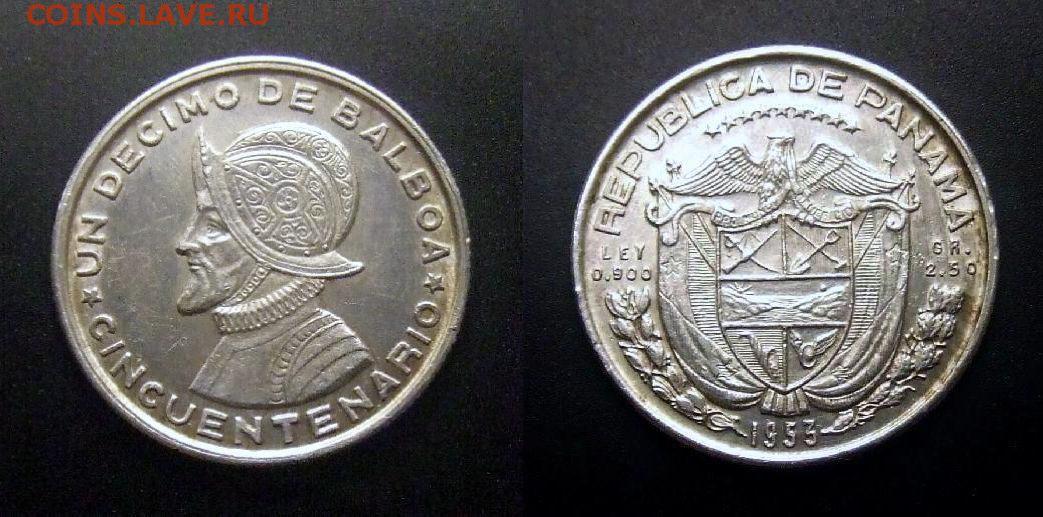 COINS.LAVE.RU
UN DECIMO DE BALBOA
★ CINCUENTENARIO ★
REPUBLICA DE PANAMA
LEY
0.900
GR.
2.50
1953